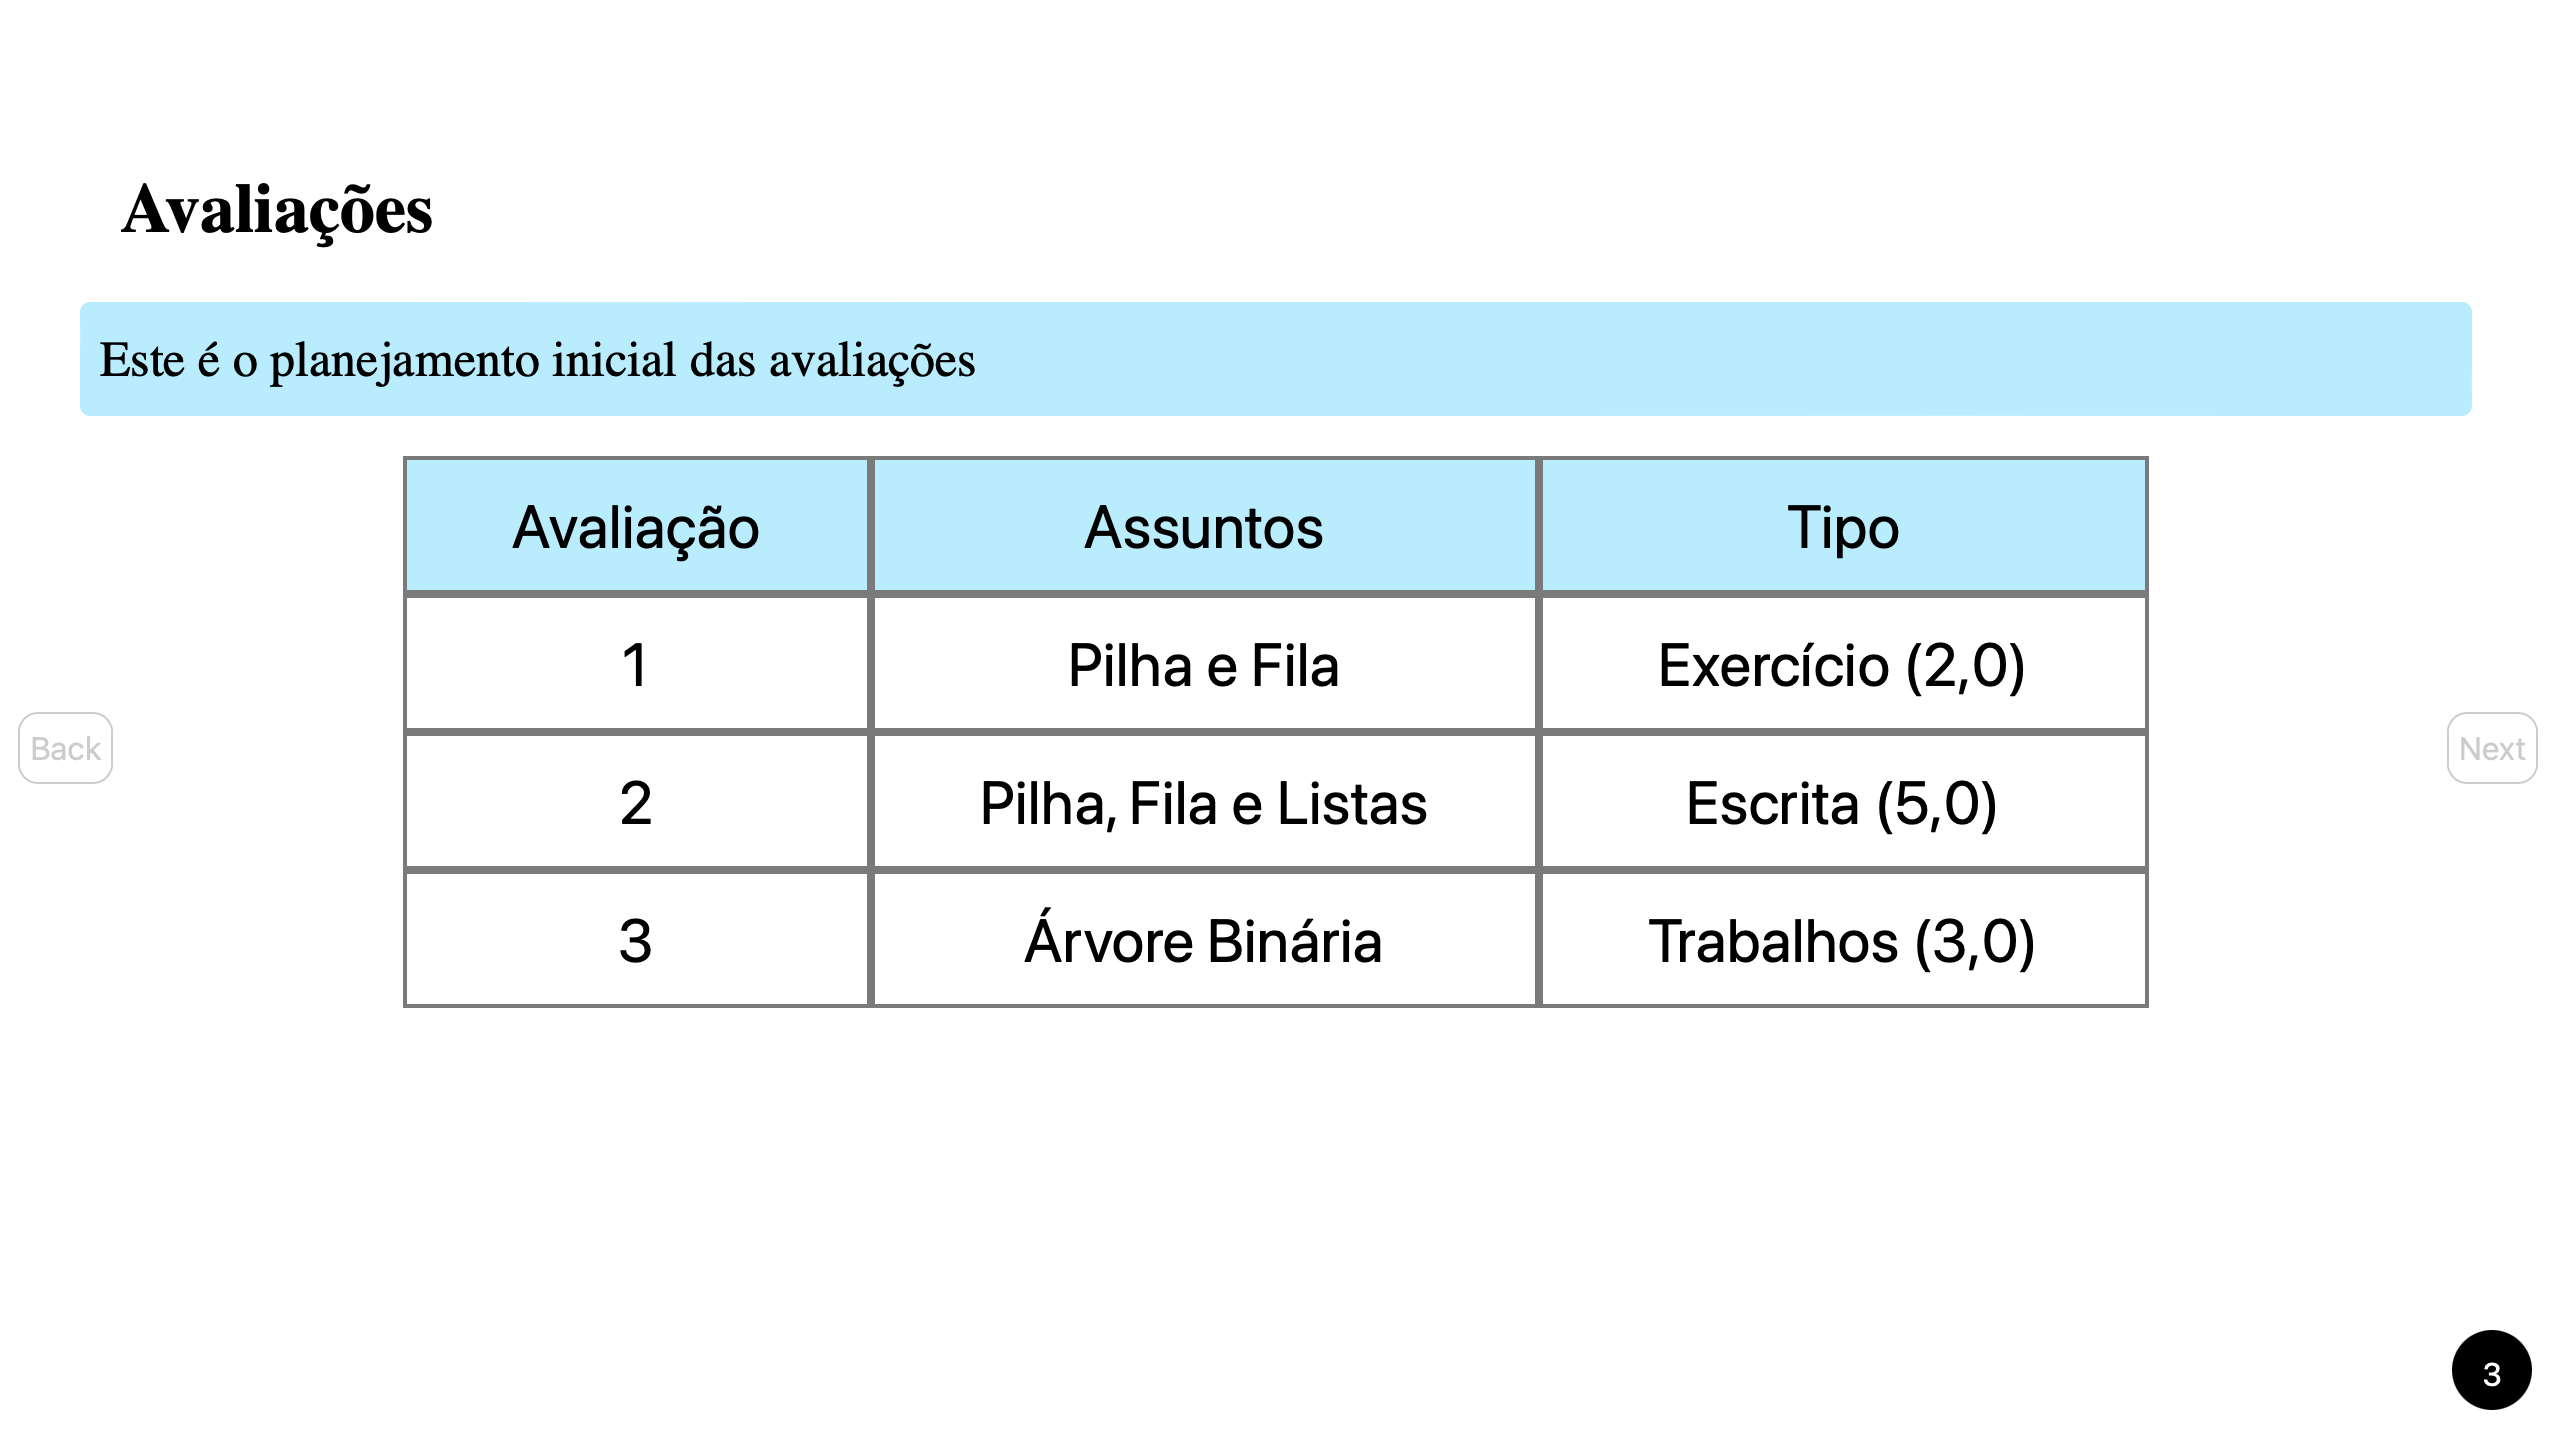 Avaliações
Este é o planejamento inicial das avaliações
Avaliação Assuntos Tipo
1 Pilha e Fila Exercício (2,0)
2 Pilha, Fila e Listas Escrita (5,0)
3 Árvore Binária Trabalhos (3,0)
Back
Next
3